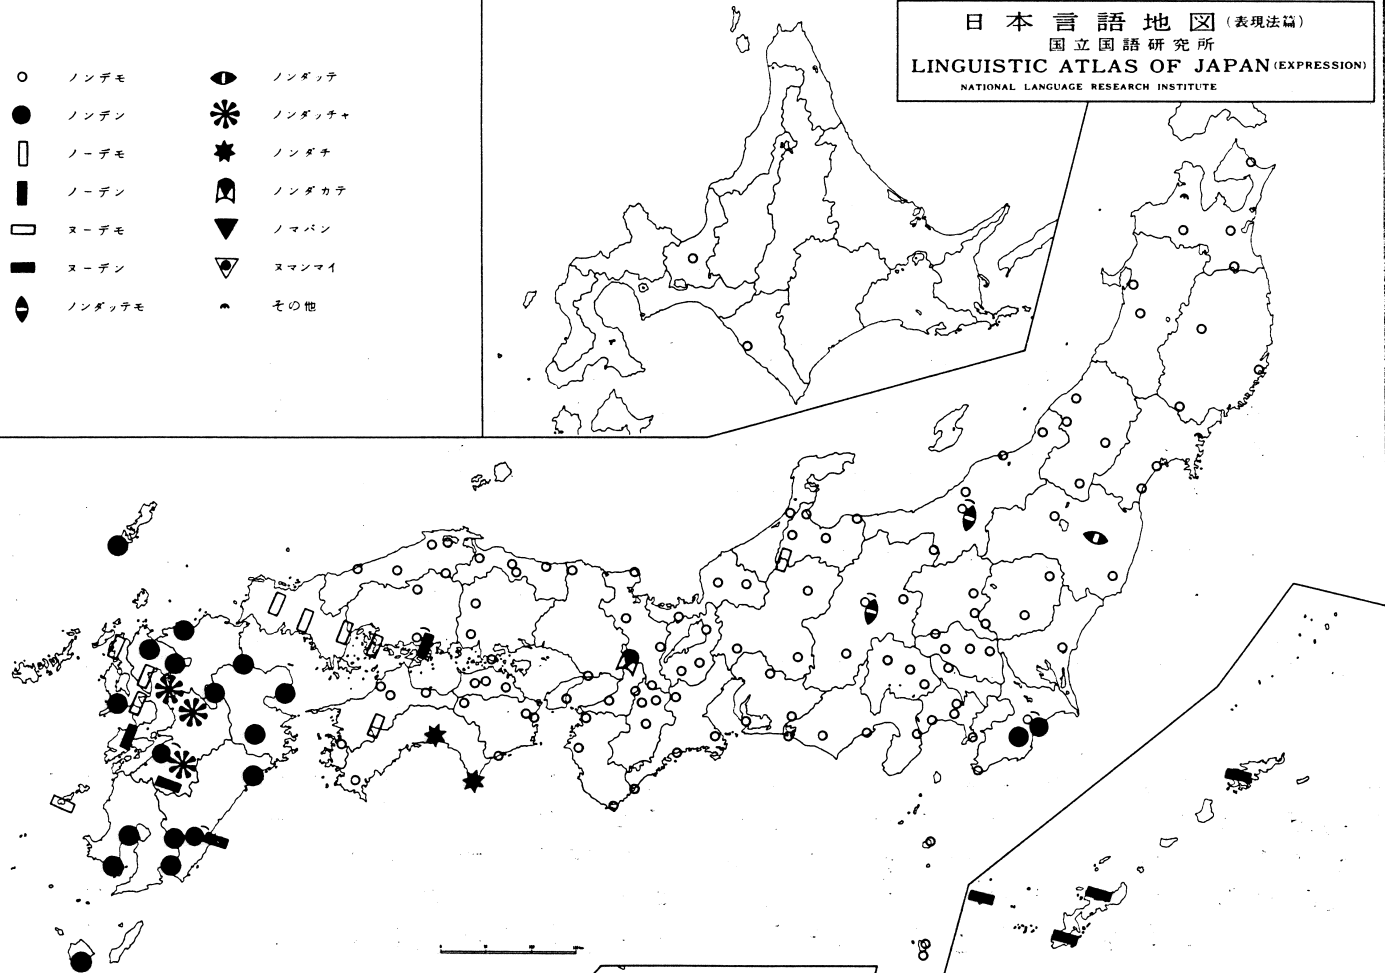 日本言語地図(表現法篇)
国立国語研究所
LINGUISTIC ATLAS OF JAPAN (EXPRESSION)
NATIONAL LANGUAGE RESEARCH INSTITUTE
ノンデモ
ノンデン
ノーデモ
ノーデン
ヌーデモ
ヌーデン
ノンダッテモ
ノンダッテ
ノンダッチャ
ノンダチ
ノンダカテ
ノマバン
ヌマンマイ
その他